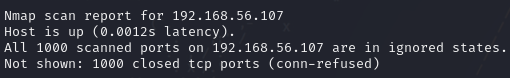 Nmap scan report for 192.168.56.107
Host is up (0.0012s latency).
All 1000 scanned ports on 192.168.56.107 are in ignored states.
Not shown: 1000 closed tcp ports (conn-refused)